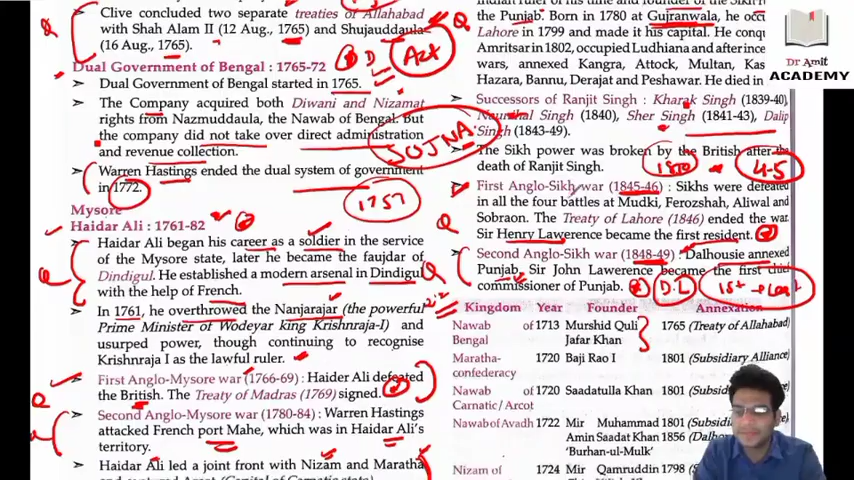 Clive concluded two separate treaties of Allahabad
with Shah Alam II (12 Aug., 1765) and Shujauddaula
(16 Aug., 1765).
Dual Government of Bengal : 1765-72
➤ Dual Government of Bengal started in 1765.
➤ The Company acquired both Diwani and Nizamat
rights from Nazmuddaula, the Nawab of Bengal. But
the company did not take over direct administration
and revenue collection.
➤ Warren Hastings ended the dual system of government
in 1772.
1757
Mysore
Haidar Ali : 1761-82
➤ Haidar Ali began his career as a soldier in the service
of the Mysore state, later he became the faujdar of
Dindigul. He established a modern arsenal in Dindigul
with the help of French.
➤ In 1761, he overthrowed the Nanjarajar (the powerful
Prime Minister of Wodeyar king Krishnraja-I) and
usurped power, though continuing to recognise
Krishnraja I as the lawful ruler.
➤ First Anglo-Mysore war (1766-69) : Haider Ali defeated
the British. The Treaty of Madras (1769) signed.
➤ Second Anglo-Mysore war (1780-84) : Warren Hastings
attacked French port Mahe, which was in Haidar Ali's
territory.
➤ Haidar Ali led a joint front with Nizam and Maratha
the Punjab. Born in 1780 at Gujranwala, he
Lahore in 1799 and made it his capital. He
Amritsar in 1802, occupied Ludhiana and after
wars, annexed Kangra, Attock, Multan,
Hazara, Bannu, Derajat and Peshawar. He died in
Successors of Ranjit Singh : Kharak Singh (1839-40),
Naunihal Singh (1840), Sher Singh (1841-43), Dalip
Singh (1843-49).
The Sikh power was broken by the British after the
death of Ranjit Singh.
4-5
First Anglo-Sikh war (1845-46) : Sikhs were defeated
in all the four battles at Mudki, Ferozshah, Aliwal and
Sobraon. The Treaty of Lahore (1846) ended the war.
Sir Henry Lawerence became the first resident.
Second Anglo-Sikh war (1848-49) : Dalhousie annexed
Punjab. Sir John Lawerence became the first chief
commissioner of Punjab.
Kingdom Year Founder Annexation
Nawab of Bengal 1713 Murshid Quli Jafar Khan 1765 (Treaty of Allahabad)
Maratha-confederacy 1720 Baji Rao I 1801 (Subsidiary Alliance)
Nawab of Carnatic / Arcot 1720 Saadatulla Khan 1801
Nawab of Avadh 1722 Mir Muhammad Amin Saadat Khan 'Burhan-ul-Mulk' 1801 1856
Nizam of 1724 Mir Qamruddin 1798
Dr Amit
ACADEMY